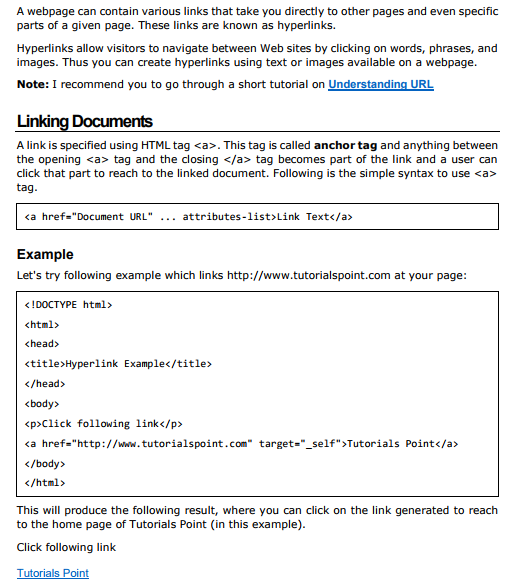 A webpage can contain various links that take you directly to other pages and even specific
parts of a given page. These links are known as hyperlinks.
Hyperlinks allow visitors to navigate between Web sites by clicking on words, phrases, and
images. Thus you can create hyperlinks using text or images available on a webpage.
Note: I recommend you to go through a short tutorial on Understanding URL
Linking Documents
A link is specified using HTML tag <a>. This tag is called anchor tag and anything between
the opening <a> tag and the closing </a> tag becomes part of the link and a user can
click that part to reach to the linked document. Following is the simple syntax to use <a>
tag.
<a href="Document URL" ... attributes-list>Link Text</a>
Example
Let's try following example which links http://www.tutorialspoint.com at your page:
<!DOCTYPE html>
<html>
<head>
<title>Hyperlink Example</title>
</head>
<body>
<p>Click following link</p>
<a href="http://www.tutorialspoint.com" target="_self">Tutorials Point</a>
</body>
</html>
This will produce the following result, where you can click on the link generated to reach
to the home page of Tutorials Point (in this example).
Click following link
Tutorials Point